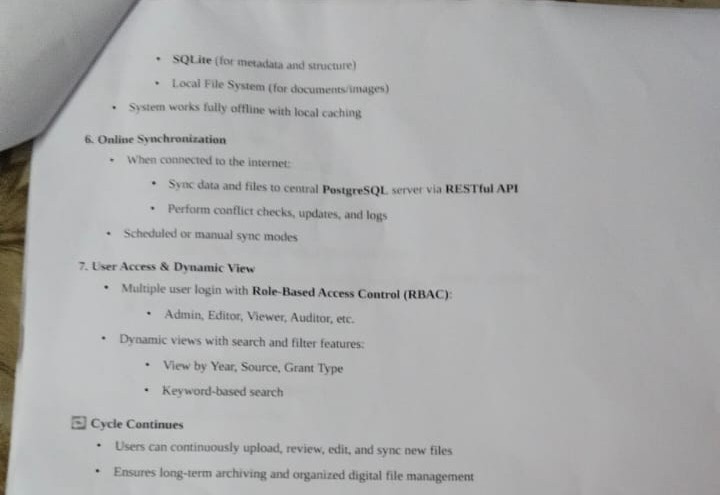 • SQLite (for metadata and structure)
• Local File System (for documents/images)
• System works fully offline with local caching
6. Online Synchronization
• When connected to the internet:
• Sync data and files to central PostgreSQL server via RESTful API
• Perform conflict checks, updates, and logs
• Scheduled or manual sync modes
7. User Access & Dynamic View
• Multiple user login with Role-Based Access Control (RBAC):
• Admin, Editor, Viewer, Auditor, etc.
• Dynamic views with search and filter features:
• View by Year, Source, Grant Type
• Keyword-based search
Cycle Continues
• Users can continuously upload, review, edit, and sync new files
• Ensures long-term archiving and organized digital file management